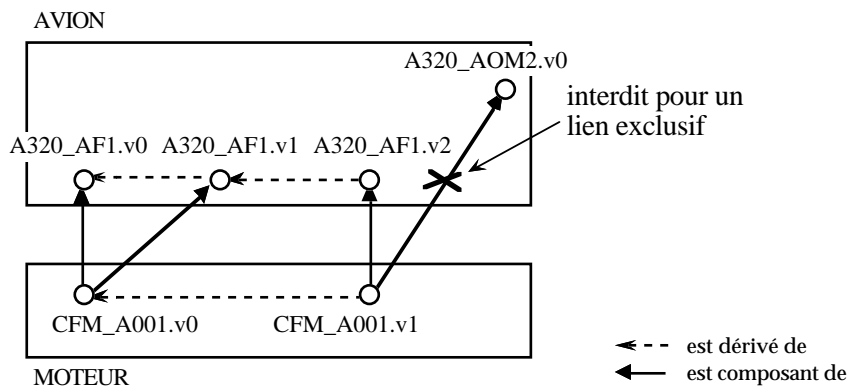 AVION
A320_AOM2.v0
interdit pour un
lien exclusif
A320_AF1.v0 A320_AF1.v1 A320_AF1.v2
CFM_A001.v0 CFM_A001.v1
MOTEUR
est dérivé de
est composant de